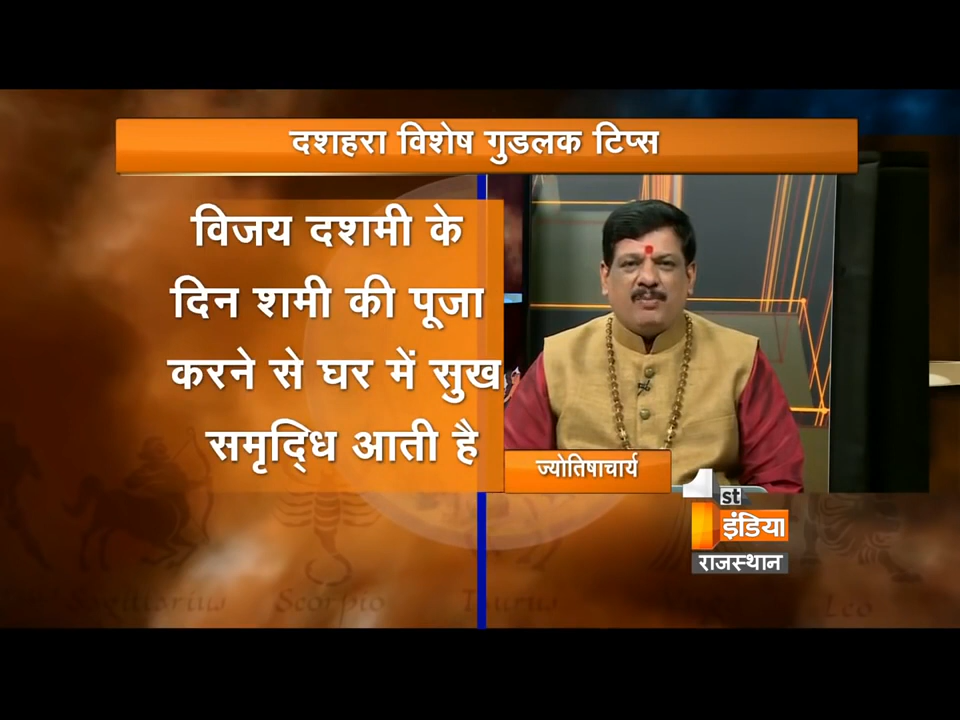 दशहरा विशेष गुडलक टिप्स
विजय दशमी के
दिन शमी की पूजा
करने से घर में सुख
समृद्धि आती है
ज्योतिषाचार्य
1st
इंडिया
राजस्थान
Sagittarius
Scorpio
Taurus
Leo